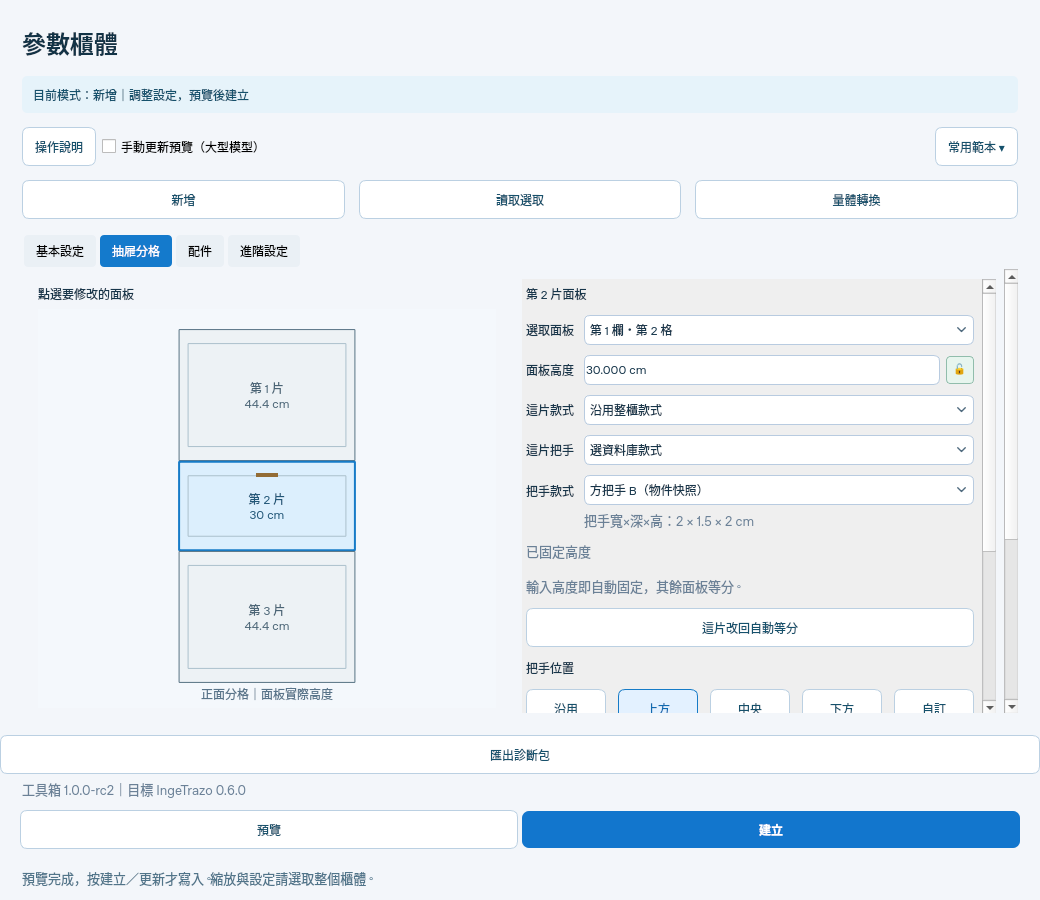 參數櫃體
目前模式：新增｜調整設定，預覽後建立
操作說明
手動更新預覽（大型模型）
常用範本 ▾
新增
讀取選取
量體轉換
基本設定
抽屜分格
配件
進階設定
點選要修改的面板
第 1 片
44.4 cm
第 2 片
30 cm
第 3 片
44.4 cm
正面分格｜面板實際高度
第 2 片面板
選取面板
第 1 欄・第 2 格
面板高度
30.000 cm
這片款式
沿用整櫃款式
這片把手
選資料庫款式
把手款式
方把手 B（物件快照）
把手寬×深×高：2 × 1.5 × 2 cm
已固定高度
輸入高度即自動固定，其餘面板等分。
這片改回自動等分
把手位置
沿用
上方
中央
下方
自訂
匯出診斷包
工具箱 1.0.0-rc2｜目標 IngeTrazo 0.6.0
預覽
建立
預覽完成，按建立／更新才寫入。縮放與設定請選取整個櫃體。